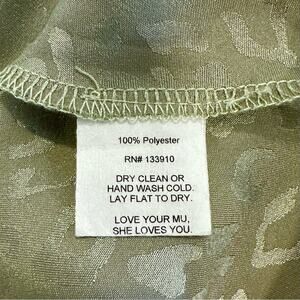 100% Polyester
RN# 133910
DRY CLEAN OR
HAND WASH COLD.
LAY FLAT TO DRY.
LOVE YOUR MU,
SHE LOVES YOU.